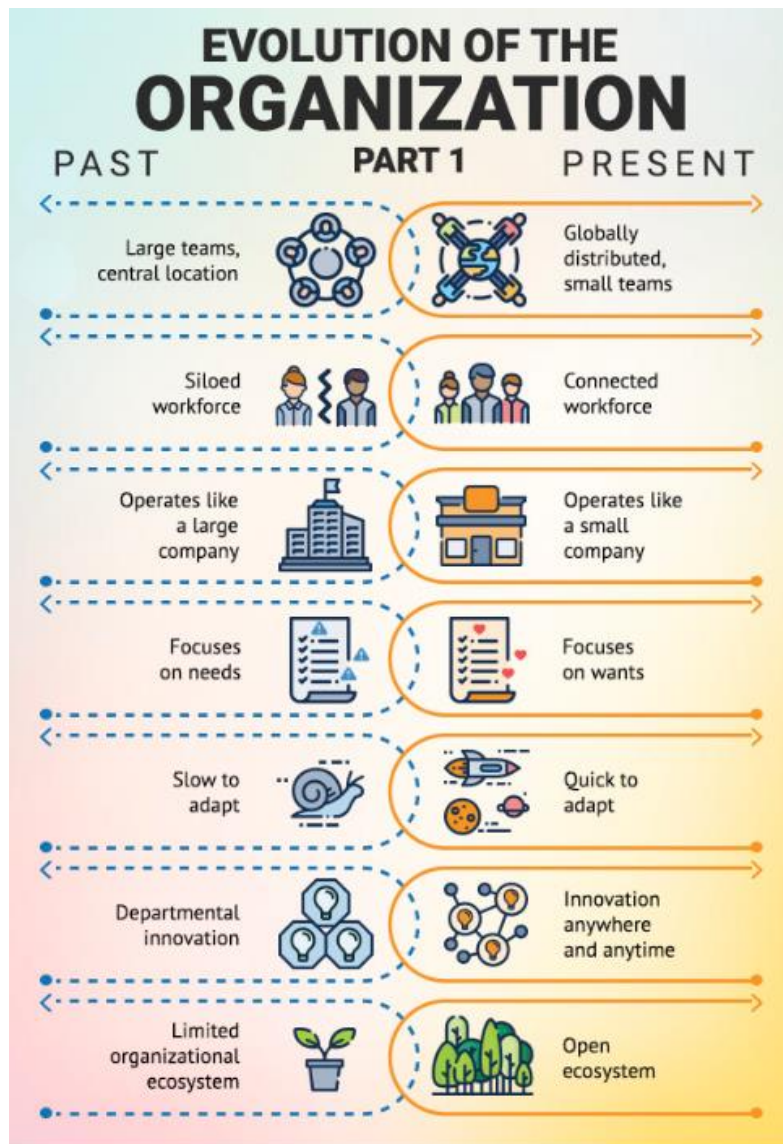 EVOLUTION OF THE
ORGANIZATION
PAST
PART 1
PRESENT
Large teams,
central location
Globally
distributed,
small teams
Siloed
workforce
Connected
workforce
Operates like
a large
company
Operates like
a small
company
Focuses
on needs
Focuses
on wants
Slow to
adapt
Quick to
adapt
Departmental
innovation
Innovation
anywhere
and anytime
Limited
organizational
ecosystem
Open
ecosystem